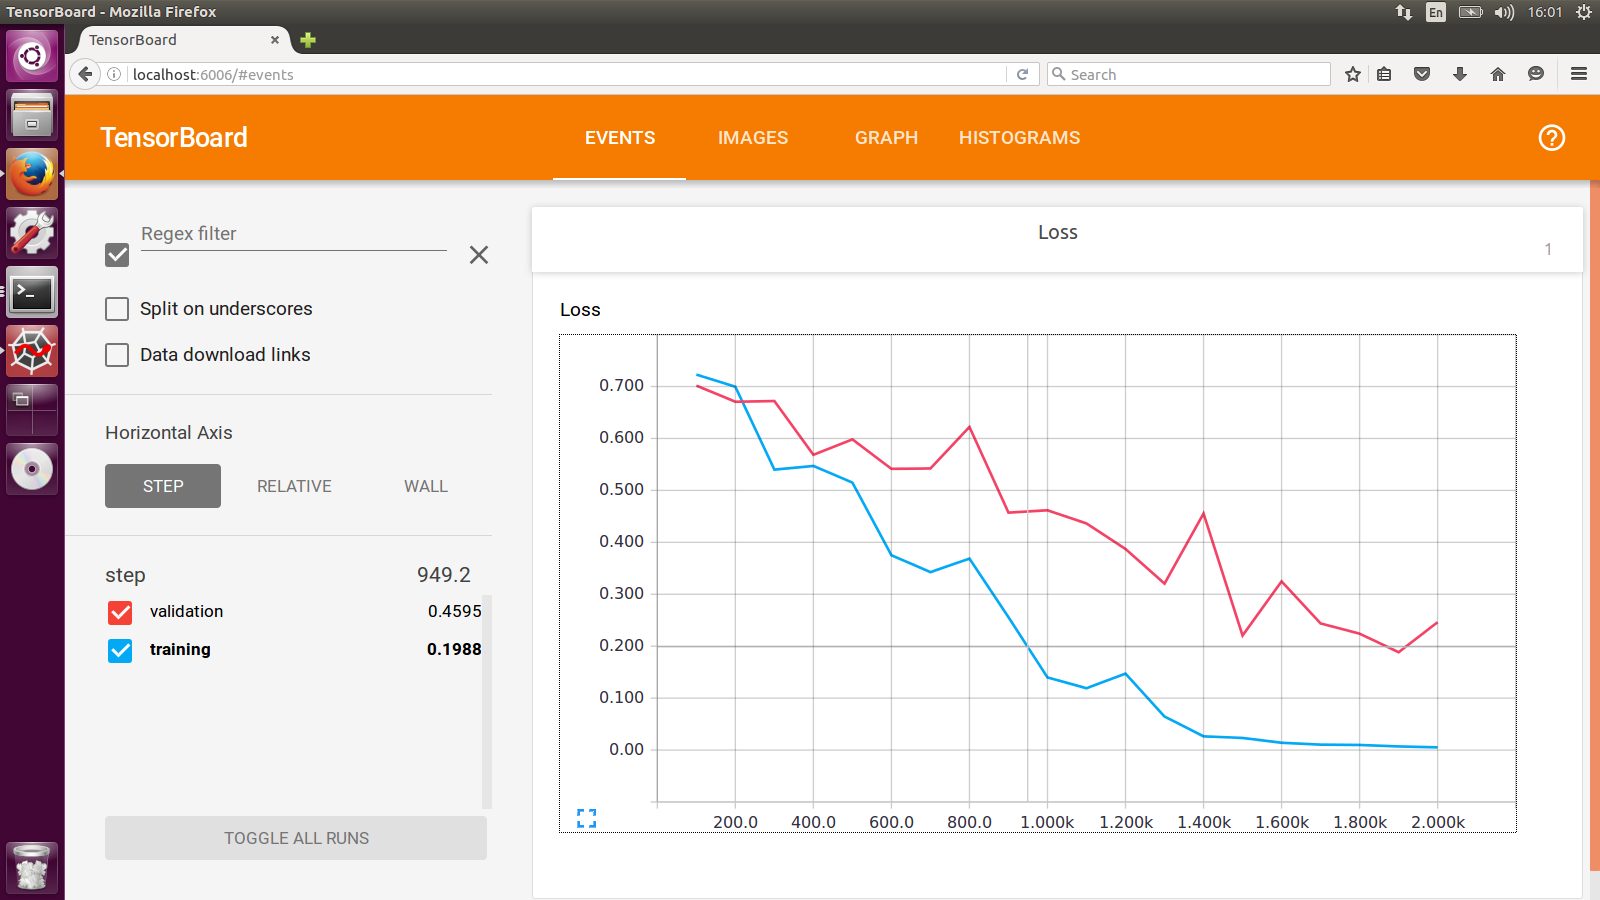 TensorBoard - Mozilla Firefox
En
16:01
TensorBoard
localhost:6006/#events
Search
TensorBoard
EVENTS
IMAGES
GRAPH
HISTOGRAMS
Regex filter
Split on underscores
Data download links
Horizontal Axis
STEP
RELATIVE
WALL
step 949.2
validation 0.4595
training 0.1988
TOGGLE ALL RUNS
Loss
1
Loss
0.700
0.600
0.500
0.400
0.300
0.200
0.100
0.00
200.0 400.0 600.0 800.0 1.000k 1.200k 1.400k 1.600k 1.800k 2.000k